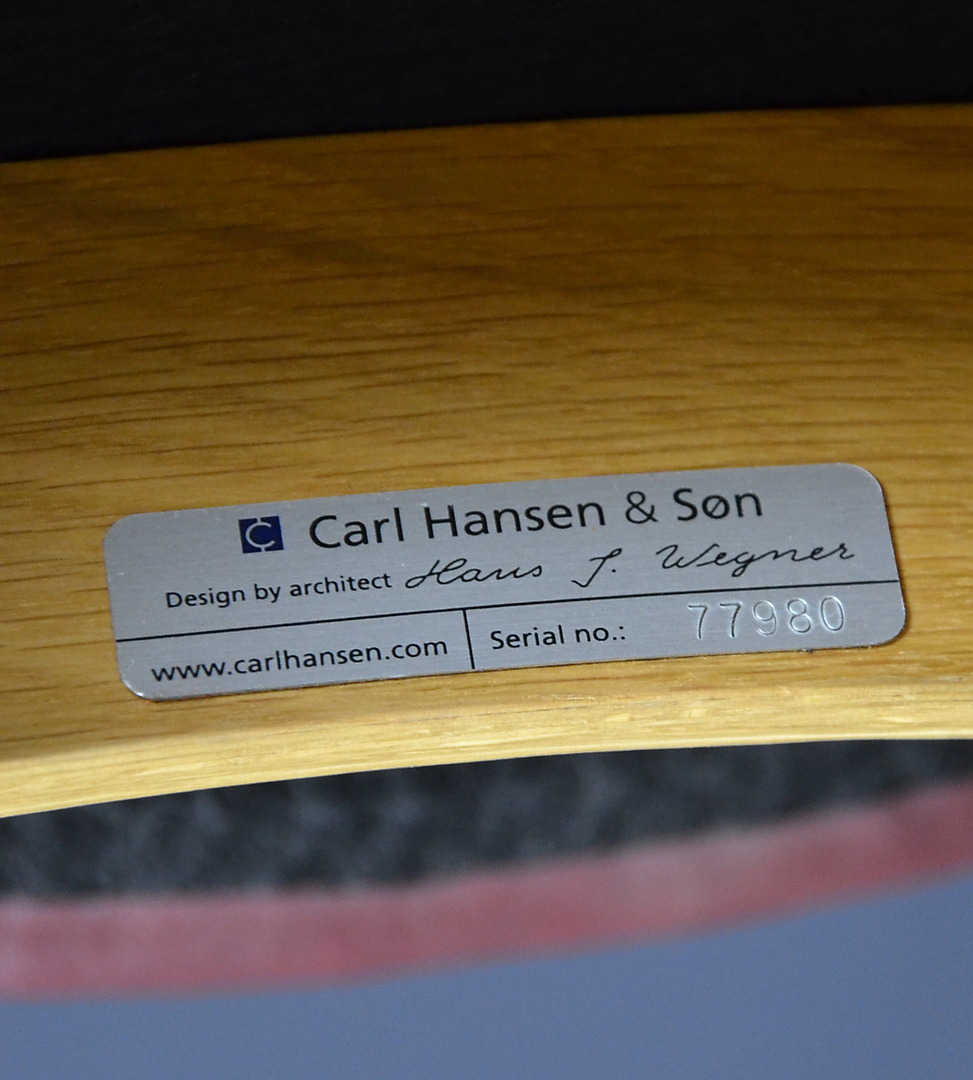 Carl Hansen & Søn
Design by architect Hans J. Wegner
www.carlhansen.com
Serial no.: 77980